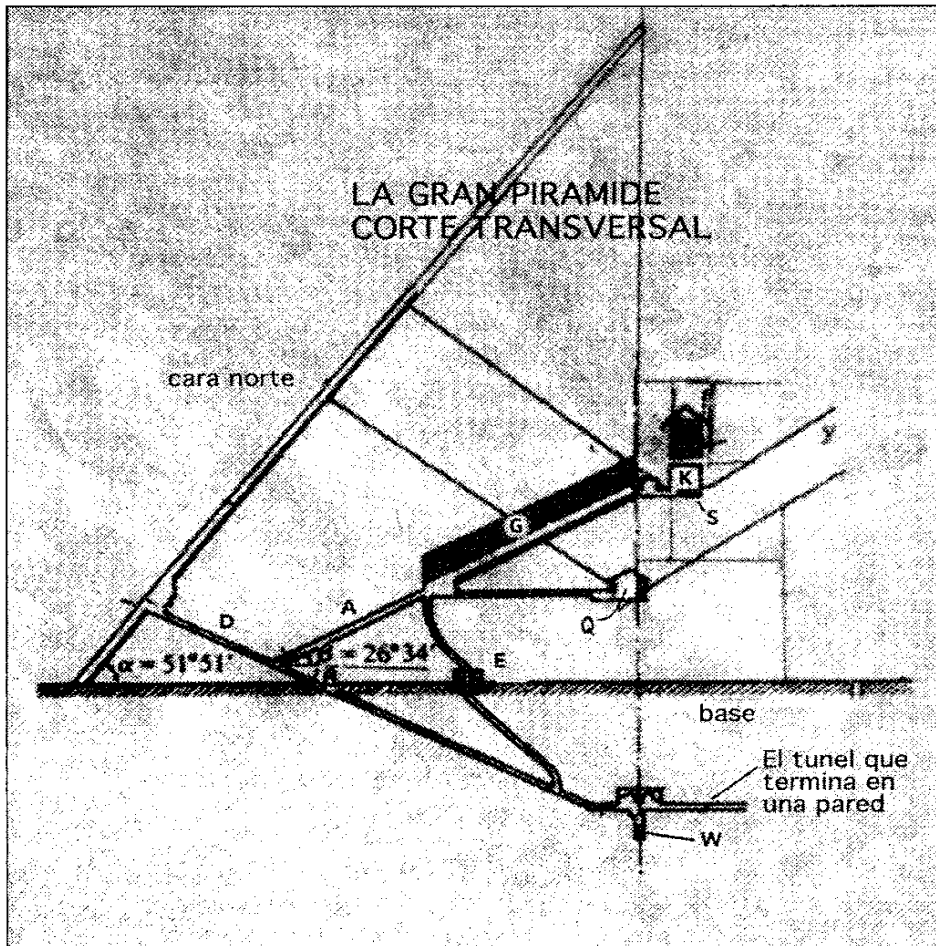 LA GRAN PIRAMIDE
CORTE TRANSVERSAL
cara norte
y
K
S
G
A
D
Q
α = 51°51'
β = 26°34'
E
β
base
El tunel que
termina en
una pared
W